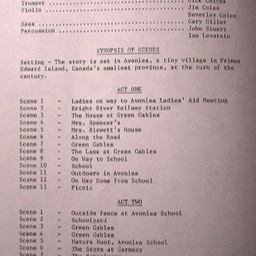 Trumpet - - - - - - - - - - - - Nick Cairns
Violin - - - - - - - - - - - - Jim Coles
Beverly Coles
Bass - - - - - - - - - - - - Gary Giller
Percussion - - - - - - - - - - - - John Stuart
Ian Lovstein
SYNOPSIS OF SCENES
Setting - The story is set in Avonlea, a tiny village in Prince
Edward Island, Canada's smallest province, at the turn of the
century.
ACT ONE
Scene 1 - Ladies on way to Avonlea Ladies' Aid Meeting
Scene 2 - Bright River Railway Station
Scene 3 - The House at Green Gables
Scene 4 - Mrs. Spencer's
Scene 5 - Mrs. Blewett's House
Scene 6 - Along the Road
Scene 7 - Green Gables
Scene 8 - The Lane at Green Gables
Scene 9 - On Way to School
Scene 10 - School
Scene 11 - Outdoors in Avonlea
Scene 12 - On Way Home from School
Scene 13 - Picnic
ACT TWO
Scene 1 - Outside fence at Avonlea School
Scene 2 - Schoolyard
Scene 3 - Green Gables
Scene 4 - Green Gables
Scene 5 - Nature Hunt, Avonlea School
Scene 6 - The Store at Carmody